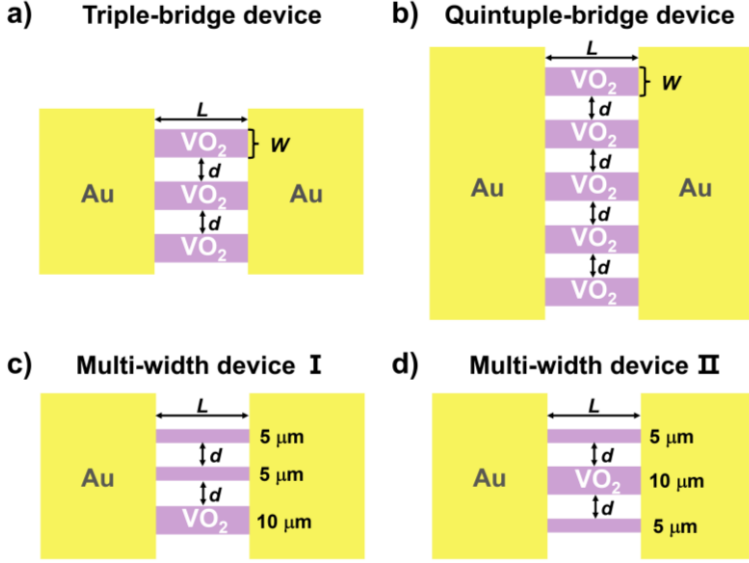 a) Triple-bridge device
L
VO2
W
d
Au
VO2
Au
d
VO2
b) Quintuple-bridge device
L
VO2
W
d
VO2
d
Au
VO2
Au
d
VO2
d
VO2
c) Multi-width device I
L
5 μm
d
Au
5 μm
d
VO2
10 μm
d) Multi-width device II
L
5 μm
d
Au
VO2
10 μm
d
5 μm